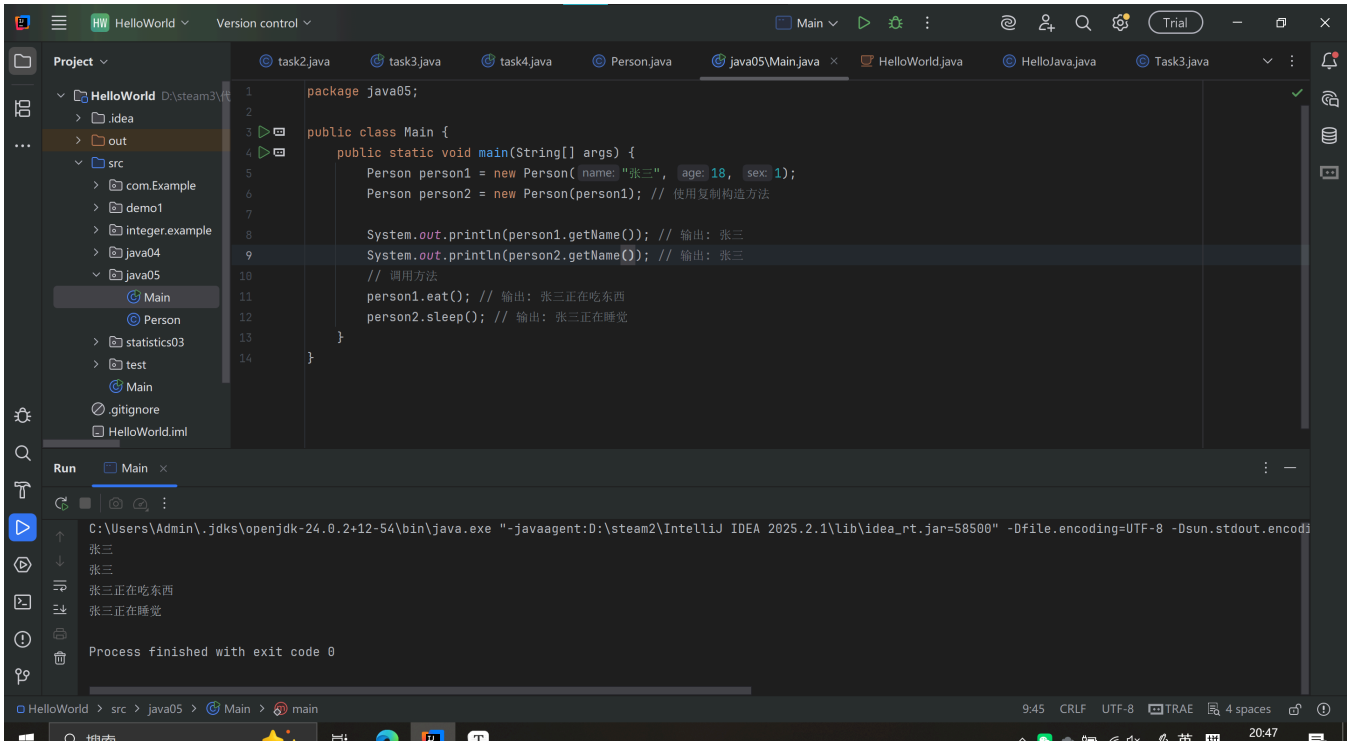 HW HelloWorld Version control Main Trial
Project task2.java task3.java task4.java Person.java java05\Main.java HelloWorld.java HelloJava.java Task3.java
HelloWorld D:\steam3\代
.idea
out
src
com.Example
demo1
integer.example
java04
java05
Main
Person
statistics03
test
Main
.gitignore
HelloWorld.iml
1 package java05;
2
3 public class Main {
4 public static void main(String[] args) {
5 Person person1 = new Person( name: "张三", age: 18, sex: 1);
6 Person person2 = new Person(person1); // 使用复制构造方法
7
8 System.out.println(person1.getName()); // 输出: 张三
9 System.out.println(person2.getName()); // 输出: 张三
10 // 调用方法
11 person1.eat(); // 输出: 张三正在吃东西
12 person2.sleep(); // 输出: 张三正在睡觉
13 }
14 }
Run Main
C:\Users\Admin\.jdks\openjdk-24.0.2+12-54\bin\java.exe "-javaagent:D:\steam2\IntelliJ IDEA 2025.2.1\lib\idea_rt.jar=58500" -Dfile.encoding=UTF-8 -Dsun.stdout.encodi
张三
张三
张三正在吃东西
张三正在睡觉
Process finished with exit code 0
HelloWorld > src > java05 > Main > main 9:45 CRLF UTF-8 TRAE 4 spaces
搜索 T 英 拼 20:47